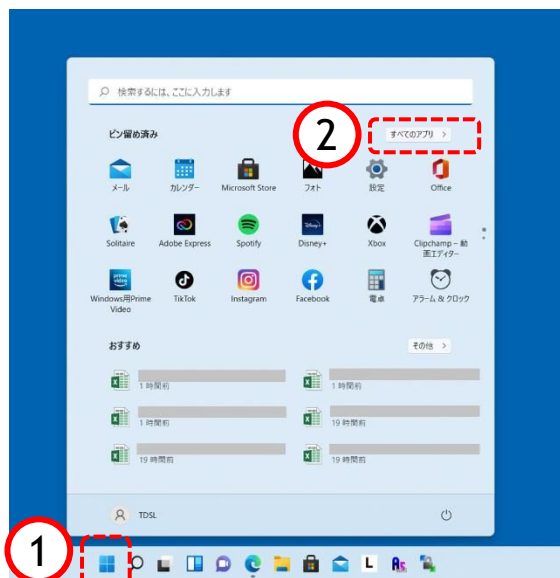 検索するには、ここに入力します
ピン留め済み
2
すべてのアプリ >
メール
カレンダー
Microsoft Store
フォト
設定
Office
Solitaire
Adobe Express
Spotify
Disney+
Xbox
Clipchamp – 動
画エディター
prime
video
Windows用Prime
Video
TikTok
Instagram
Facebook
電卓
アラーム & クロック
おすすめ
その他 >
1 時間前
1 時間前
1 時間前
19 時間前
19 時間前
19 時間前
TDSL
1
L